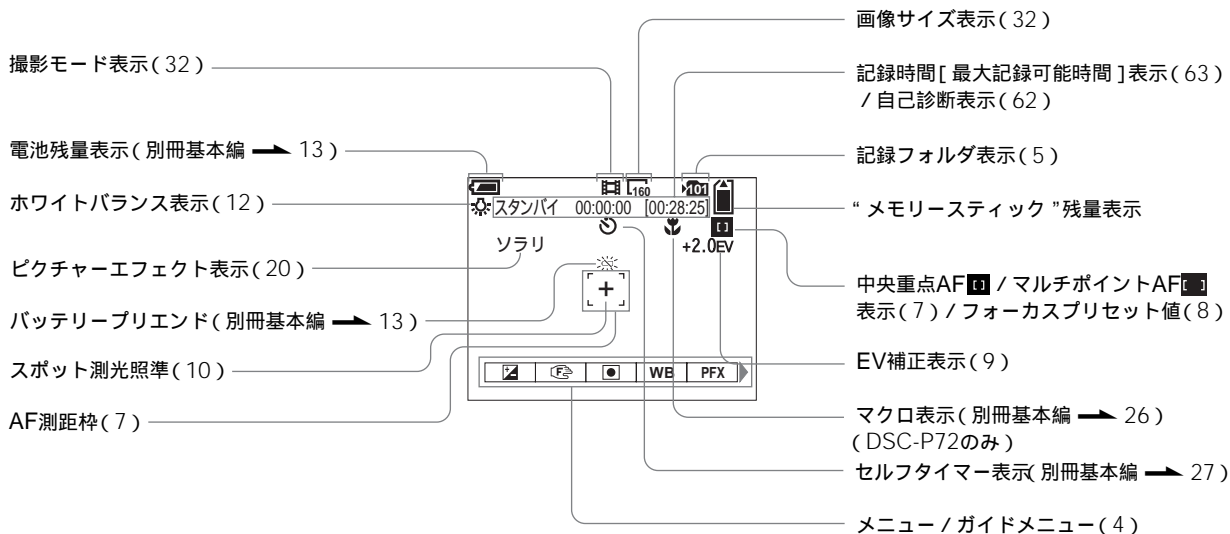 撮影モード表示(32)
電池残量表示(別冊基本編 → 13)
ホワイトバランス表示(12)
ピクチャーエフェクト表示(20)
バッテリープリエンド(別冊基本編 → 13)
スポット測光照準(10)
AF測距枠(7)
160
101
スタンバイ 00:00:00 [00:28:25]
ソラリ
+2.0EV
WB PFX
画像サイズ表示(32)
記録時間[最大記録可能時間]表示(63)
/自己診断表示(62)
記録フォルダ表示(5)
“メモリースティック”残量表示
中央重点AF / マルチポイントAF
表示(7)/フォーカスプリセット値(8)
EV補正表示(9)
マクロ表示(別冊基本編 → 26)
(DSC-P72のみ)
セルフタイマー表示(別冊基本編 → 27)
メニュー/ガイドメニュー(4)